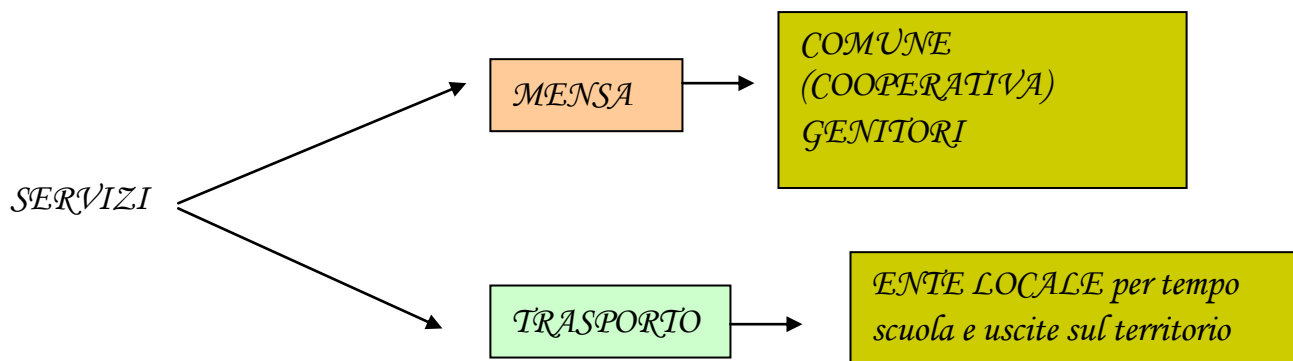 SERVIZI
MENSA
COMUNE
(COOPERATIVA)
GENITORI
TRASPORTO
ENTE LOCALE per tempo
scuola e uscite sul territorio